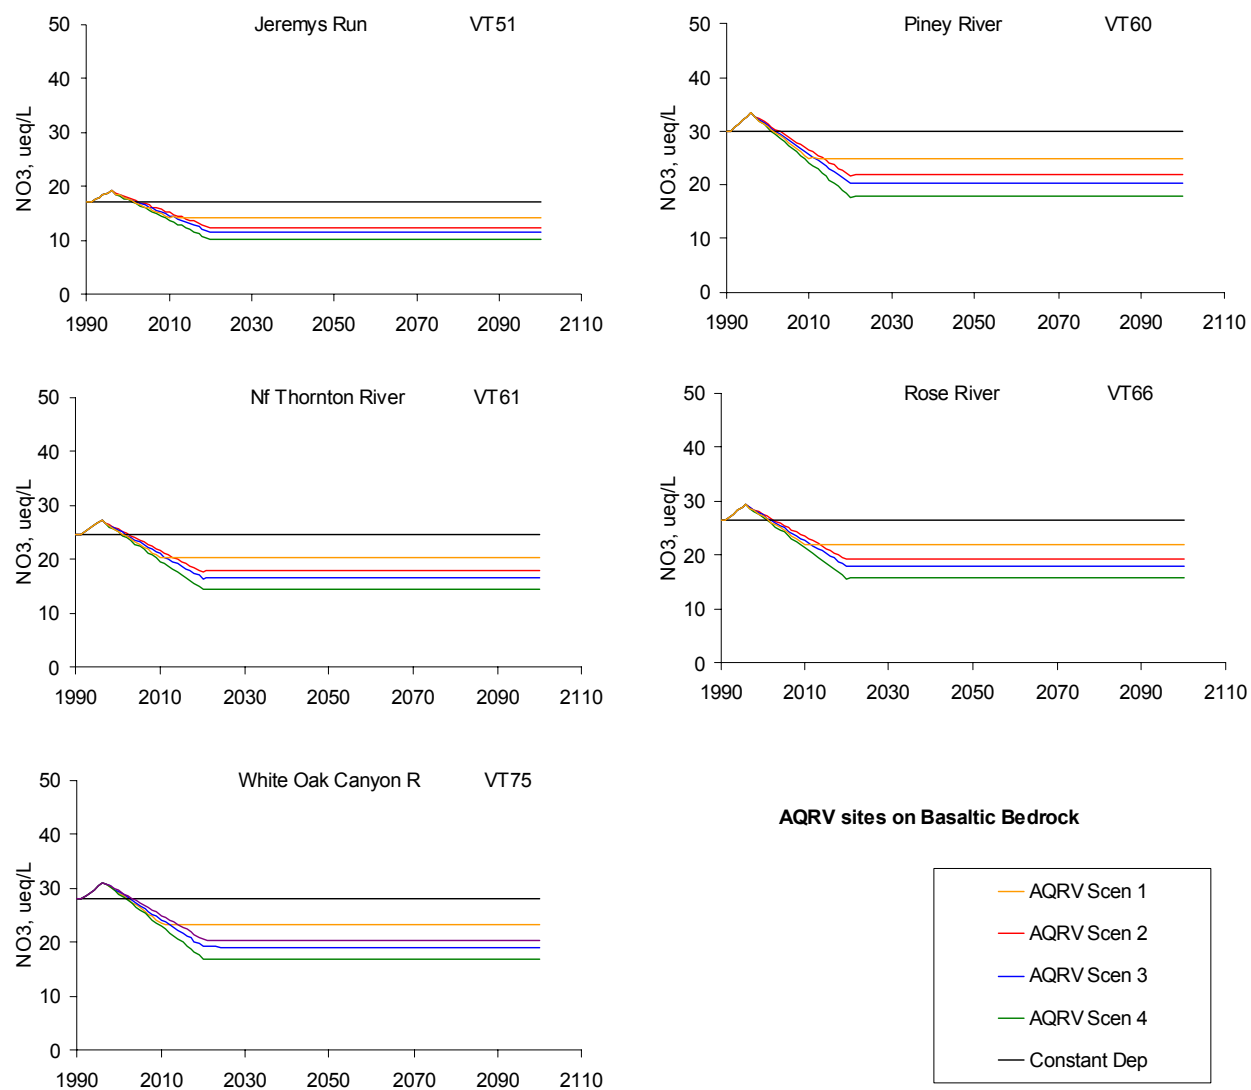 Jeremys Run VT51
50
40
30
20
10
0
NO3, ueq/L
1990 2010 2030 2050 2070 2090 2110
Piney River VT60
50
40
30
20
10
0
NO3, ueq/L
1990 2010 2030 2050 2070 2090 2110
Nf Thornton River VT61
50
40
30
20
10
0
NO3, ueq/L
1990 2010 2030 2050 2070 2090 2110
Rose River VT66
50
40
30
20
10
0
NO3, ueq/L
1990 2010 2030 2050 2070 2090 2110
White Oak Canyon R VT75
50
40
30
20
10
0
NO3, ueq/L
1990 2010 2030 2050 2070 2090 2110
AQRV sites on Basaltic Bedrock
AQRV Scen 1
AQRV Scen 2
AQRV Scen 3
AQRV Scen 4
Constant Dep